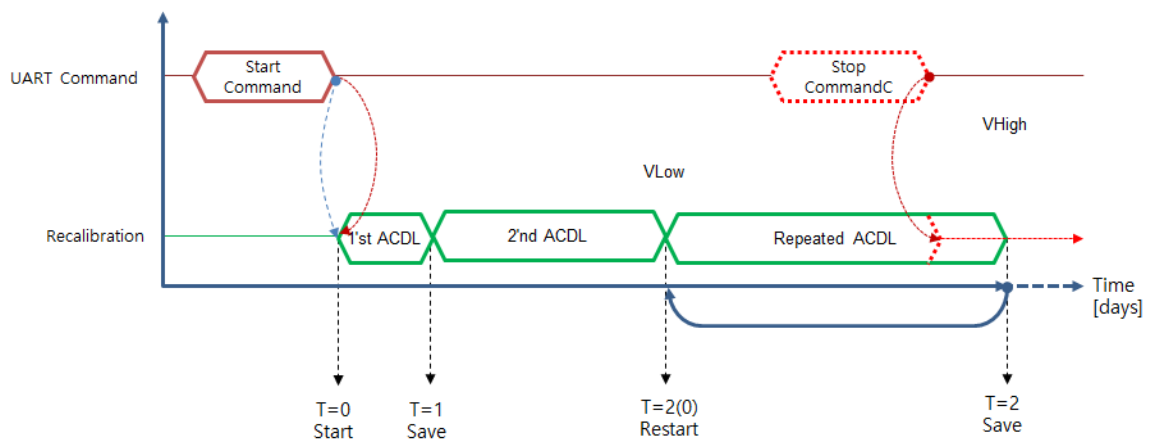 UART Command
Start
Command
Stop
CommandC
VHigh
VLow
Recalibration
1'st ACDL
2'nd ACDL
Repeated ACDL
Time
[days]
T=0
Start
T=1
Save
T=2(0)
Restart
T=2
Save